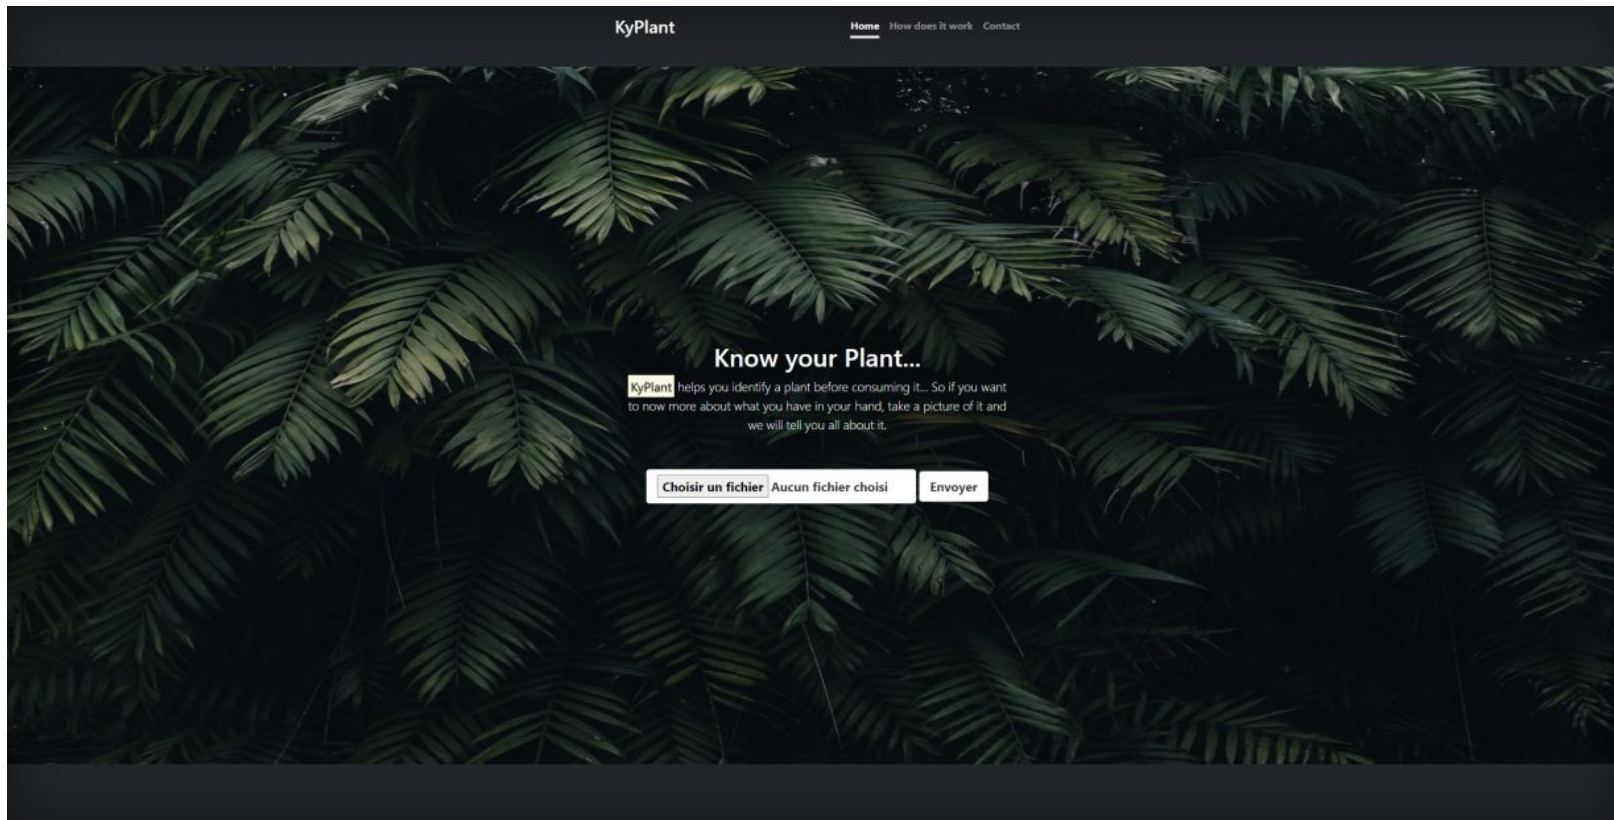 KyPlant
Home How does it work Contact
Know your Plant...
KyPlant helps you identify a plant before consuming it... So if you want
to now more about what you have in your hand, take a picture of it and
we will tell you all about it.
Choisir un fichier Aucun fichier choisi Envoyer